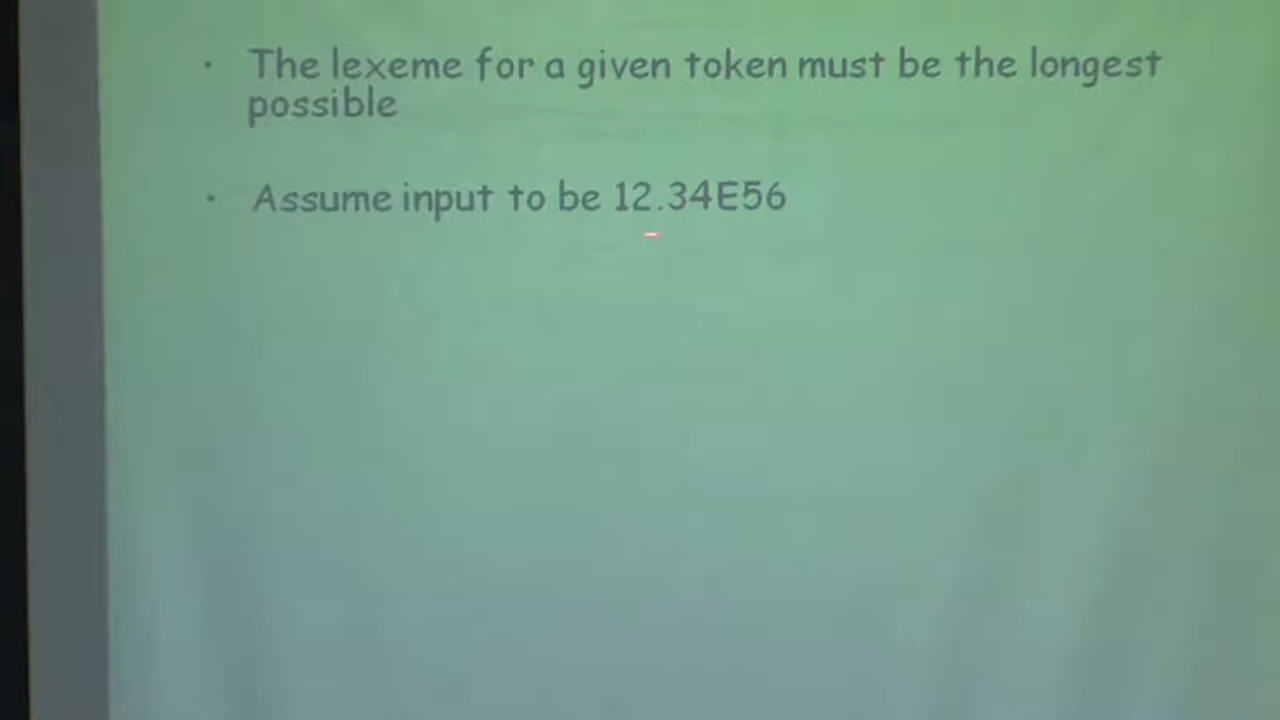 • The lexeme for a given token must be the longest
possible
• Assume input to be 12.34E56